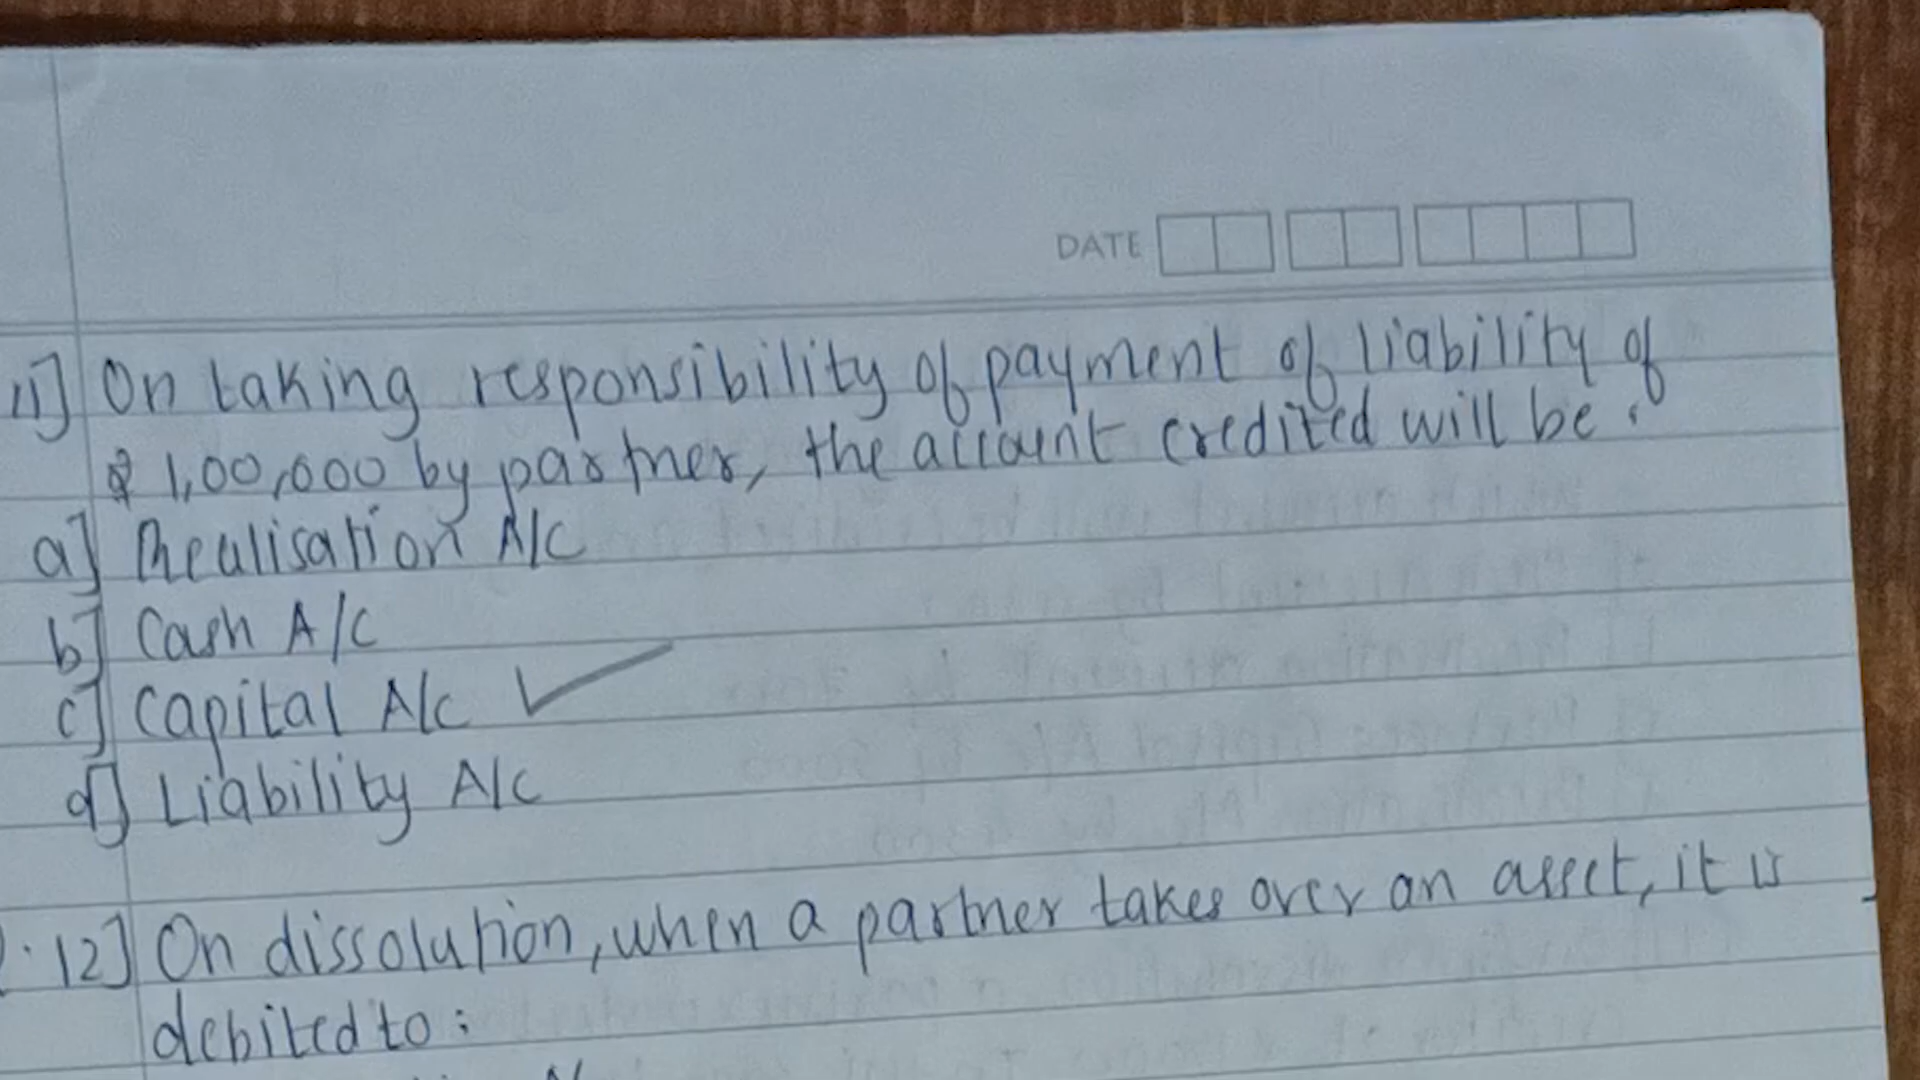 DATE
11] On taking responsibility of payment of liability of
₹ 1,00,000 by partner, the account credited will be :
a] Realisation A/C
b] Cash A/C
c] Capital A/C
d] Liability A/C
12] On dissolution, when a partner takes over an asset, it is
debited to :